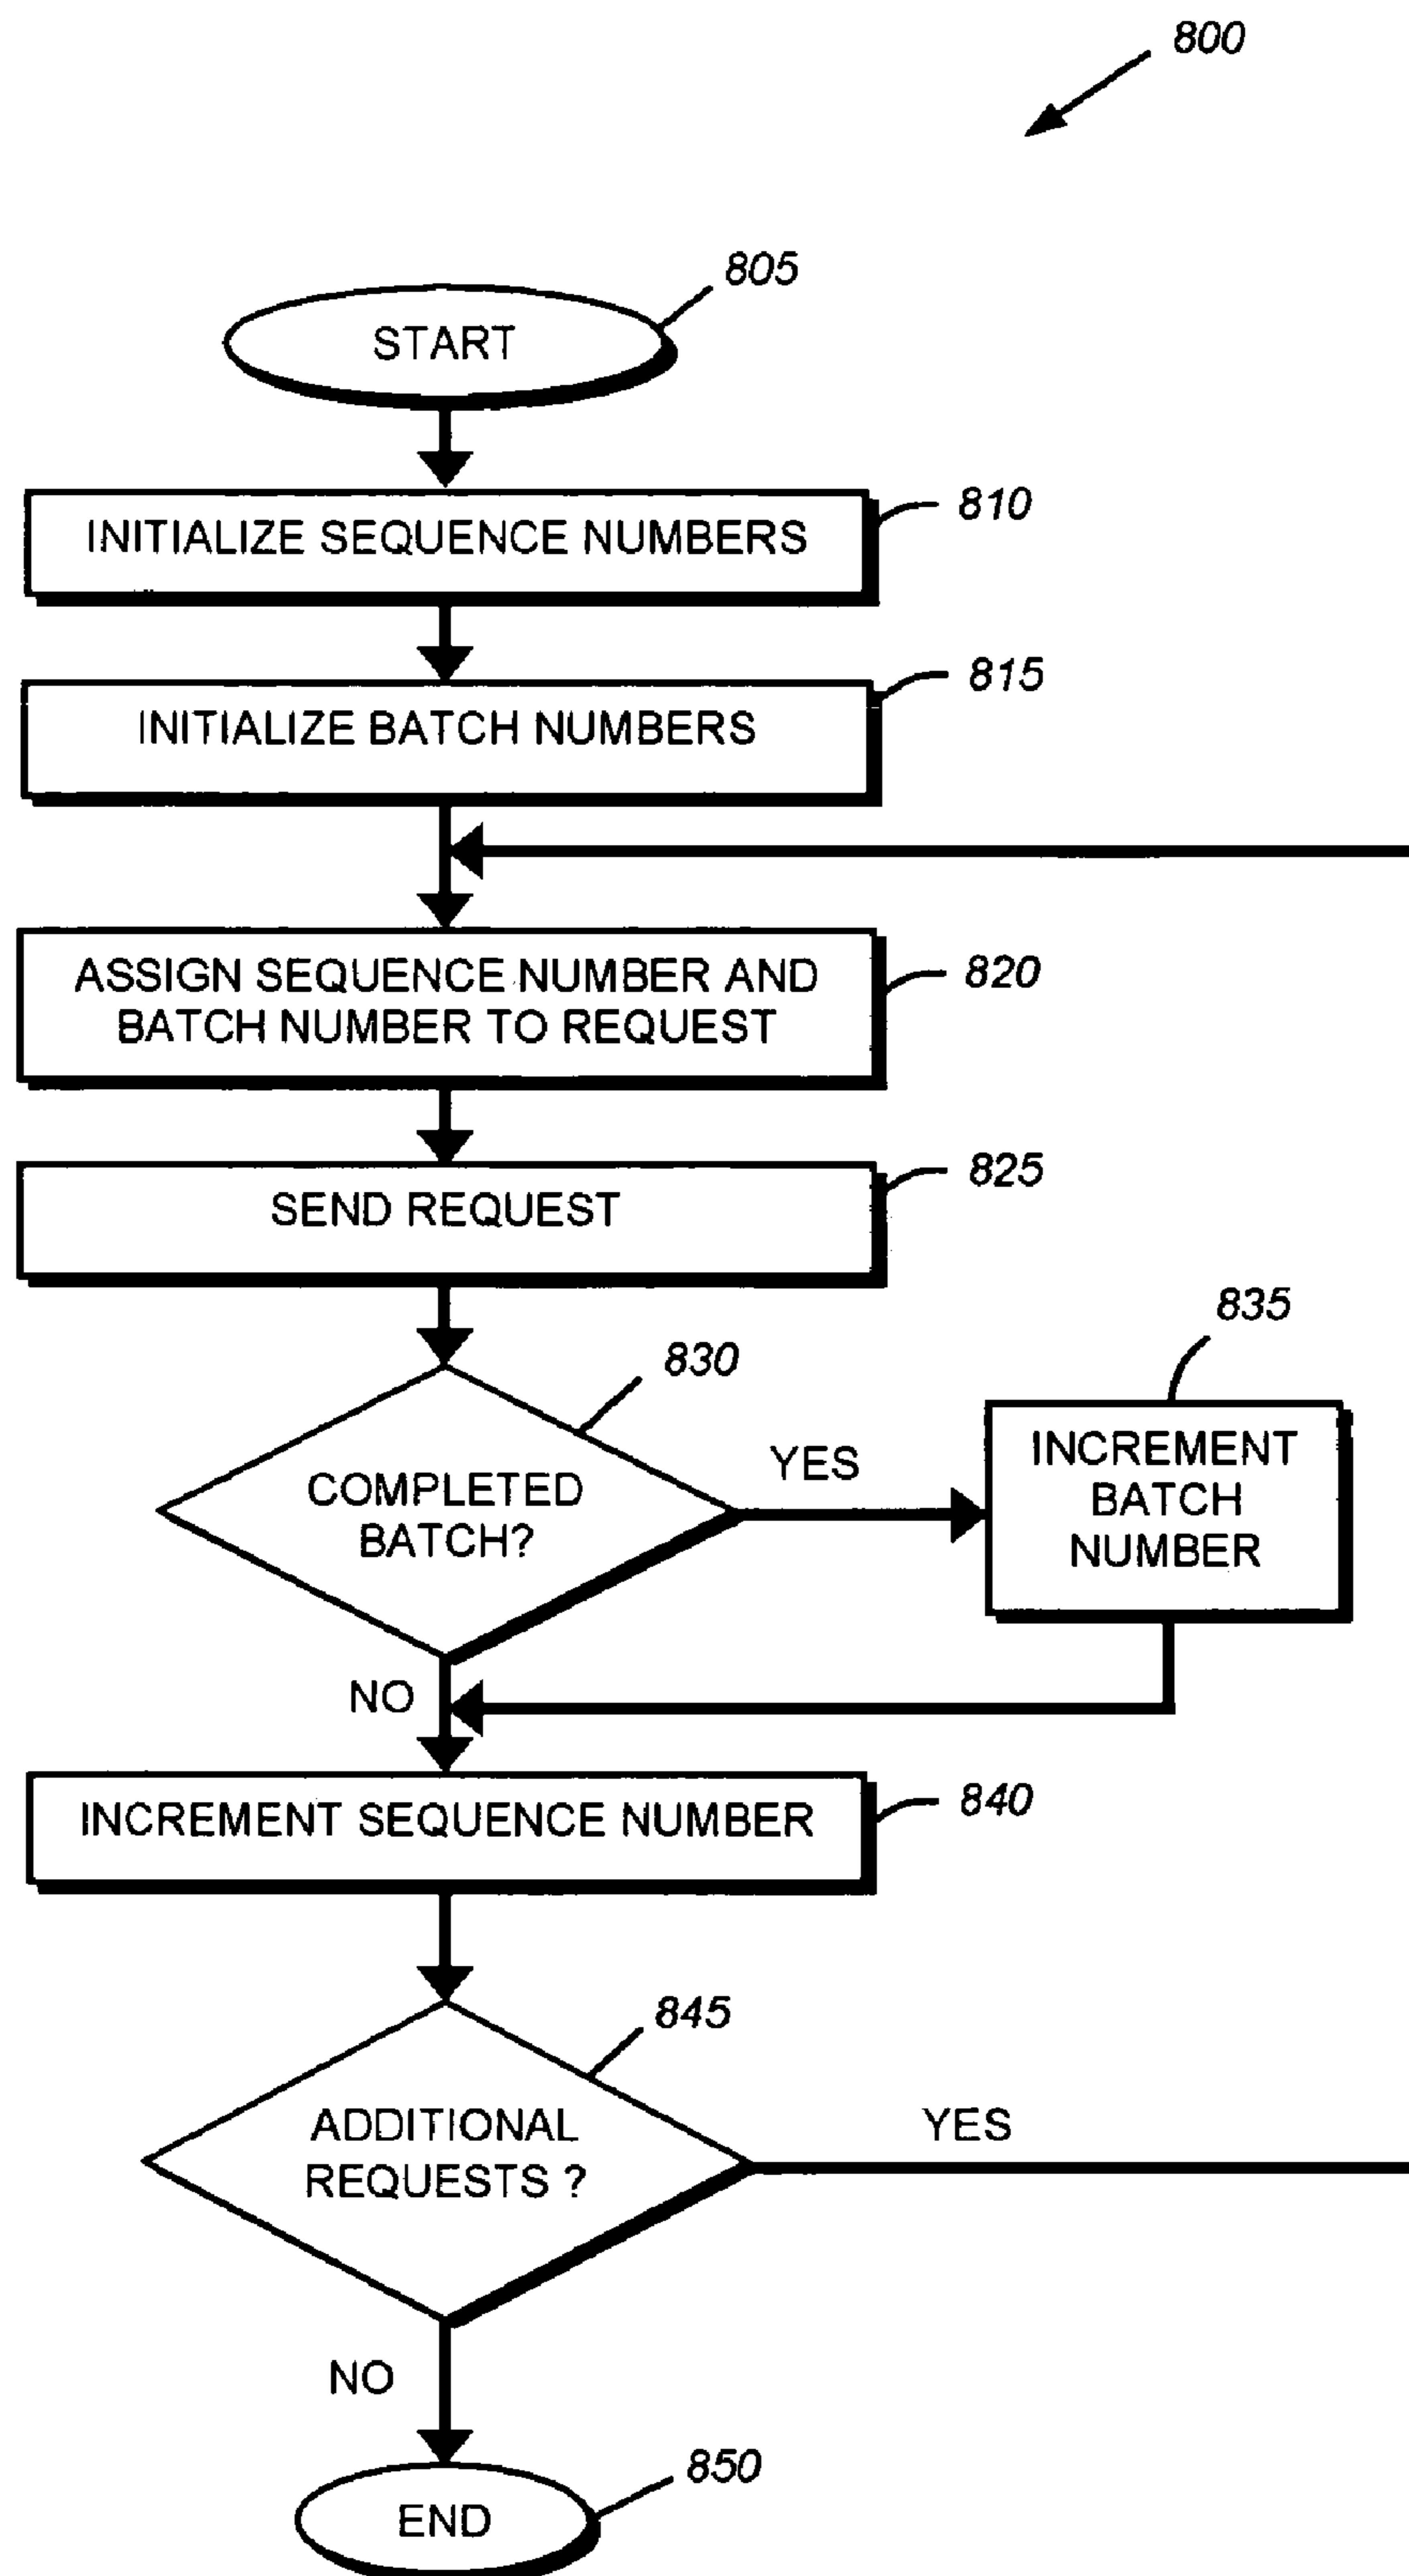 800
805
START
810
INITIALIZE SEQUENCE NUMBERS
815
INITIALIZE BATCH NUMBERS
820
ASSIGN SEQUENCE NUMBER AND
BATCH NUMBER TO REQUEST
825
SEND REQUEST
830
COMPLETED
BATCH?
YES
835
INCREMENT
BATCH
NUMBER
NO
840
INCREMENT SEQUENCE NUMBER
845
ADDITIONAL
REQUESTS ?
YES
NO
850
END